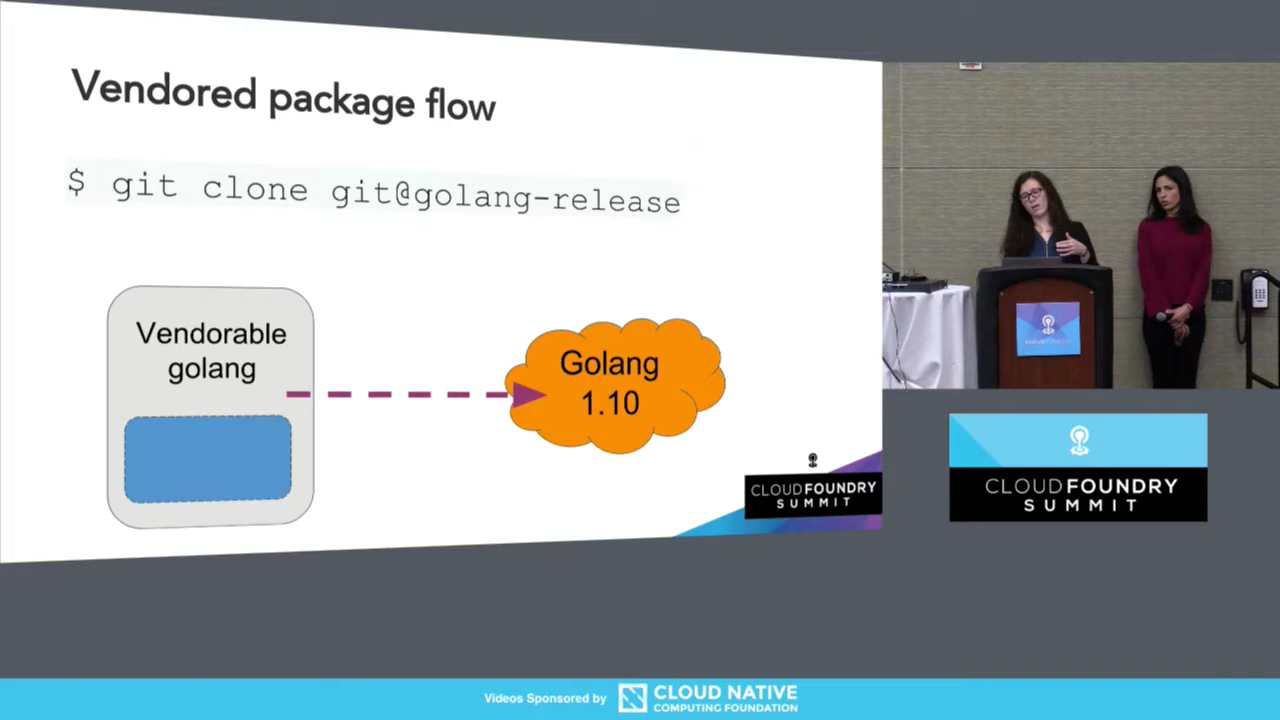 Vendored package flow
$ git clone git@golang-release
Vendorable
golang
Golang
1.10
CLOUDFOUNDRY
SUMMIT
CLOUDFOUNDRY
SUMMIT
Videos Sponsored by
CLOUD NATIVE
COMPUTING FOUNDATION